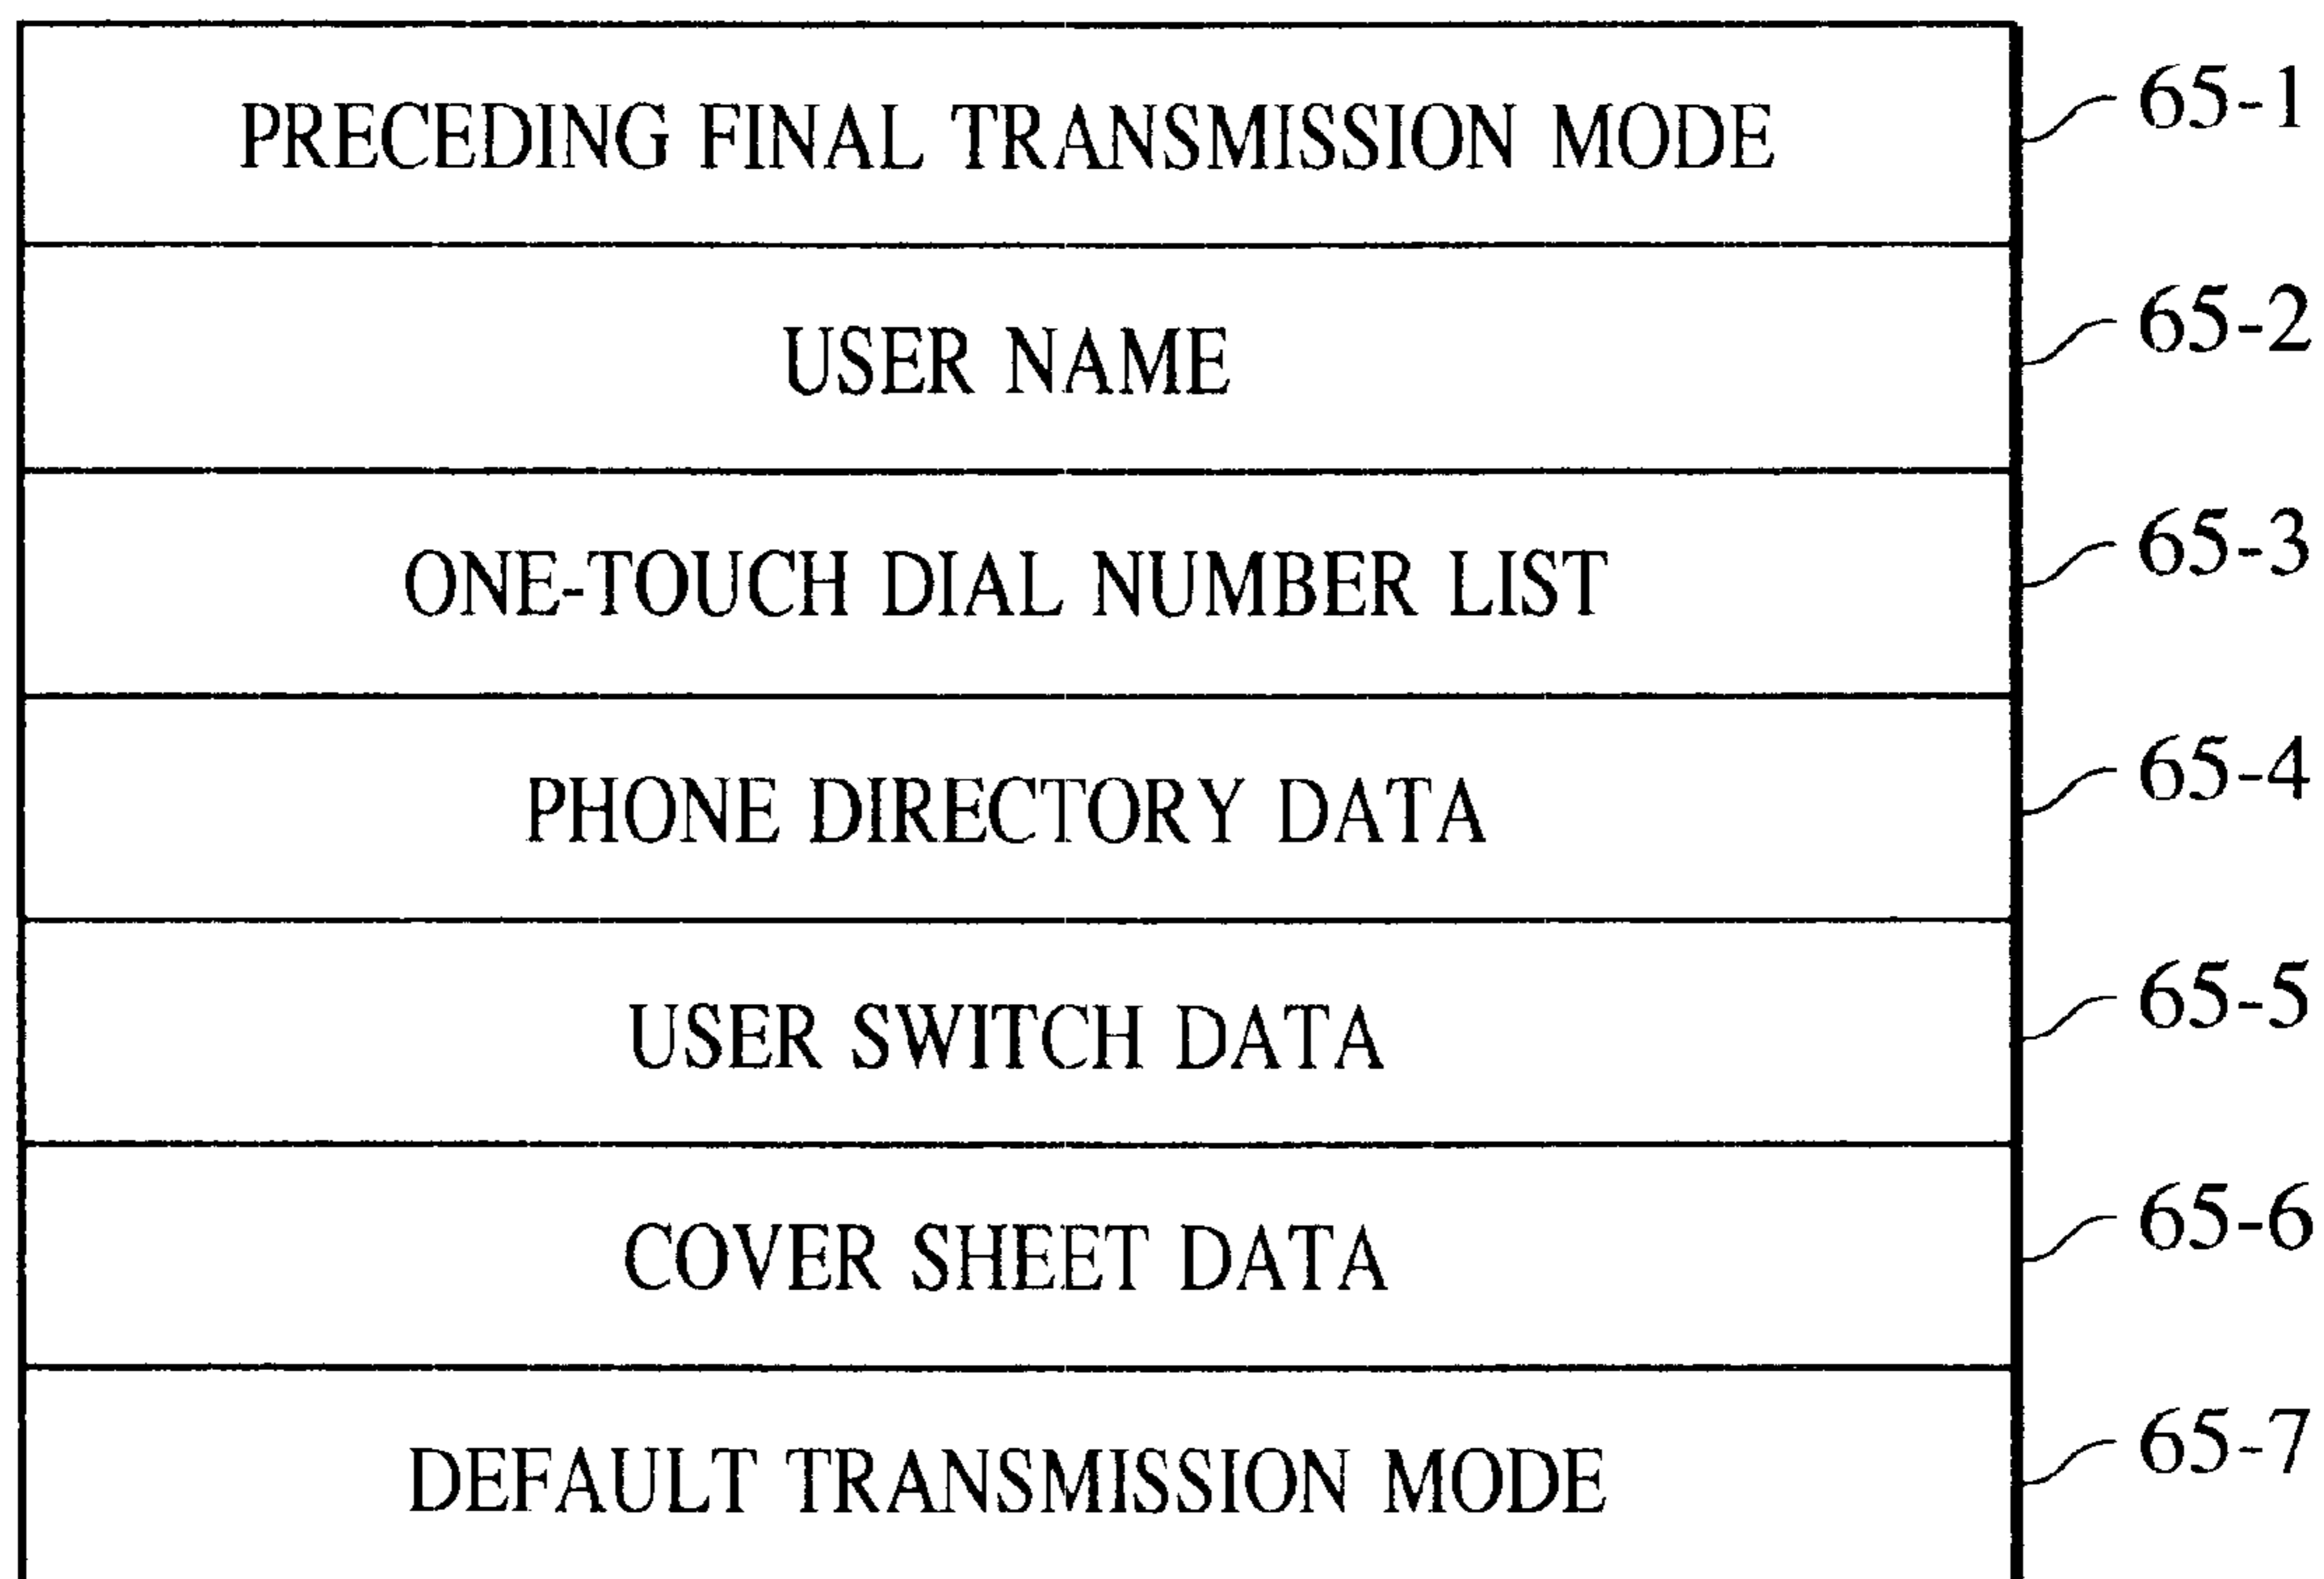 PRECEDING FINAL TRANSMISSION MODE 65-1
USER NAME 65-2
ONE-TOUCH DIAL NUMBER LIST 65-3
PHONE DIRECTORY DATA 65-4
USER SWITCH DATA 65-5
COVER SHEET DATA 65-6
DEFAULT TRANSMISSION MODE 65-7